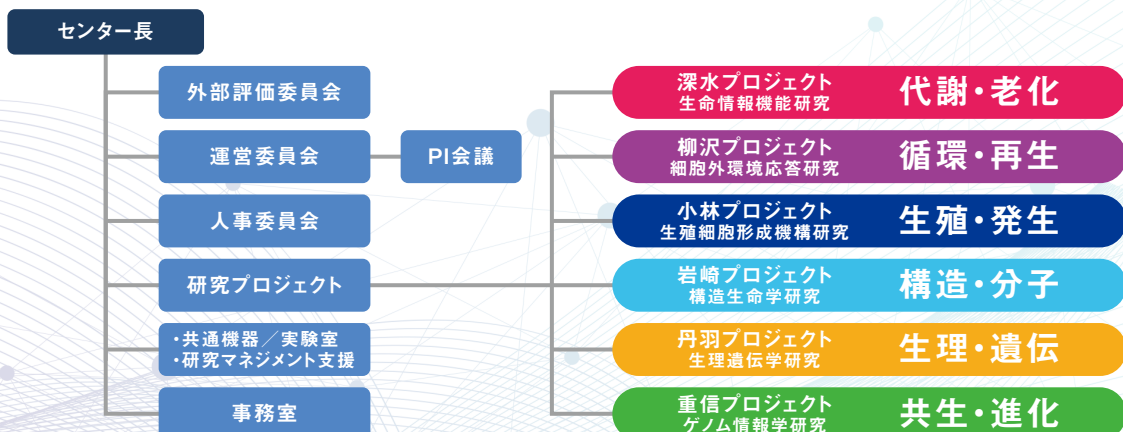 センター長
外部評価委員会
運営委員会
PI会議
人事委員会
研究プロジェクト
・共通機器／実験室
・研究マネジメント支援
事務室
深水プロジェクト
生命情報機能研究
代謝・老化
柳沢プロジェクト
細胞外環境応答研究
循環・再生
小林プロジェクト
生殖細胞形成機構研究
生殖・発生
岩崎プロジェクト
構造生命学研究
構造・分子
丹羽プロジェクト
生理遺伝学研究
生理・遺伝
重信プロジェクト
ゲノム情報学研究
共生・進化